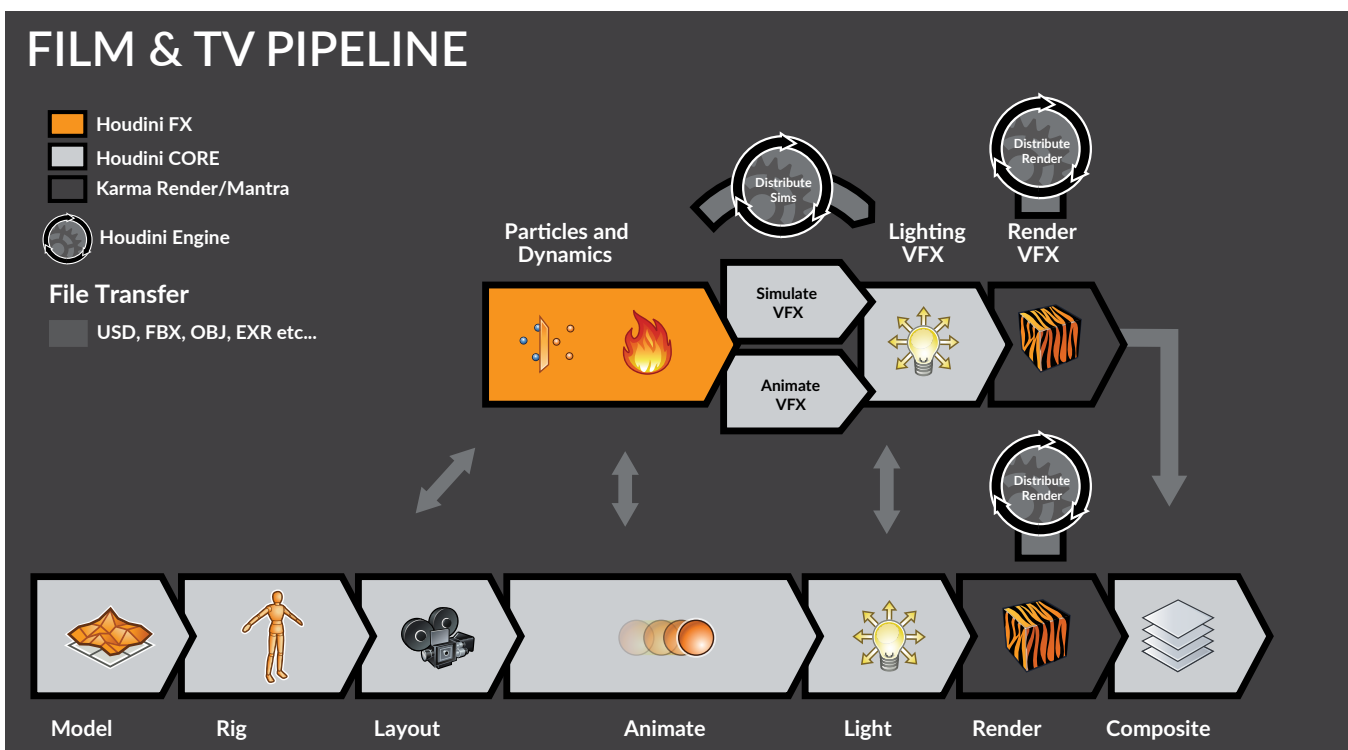 FILM & TV PIPELINE
Houdini FX
Houdini CORE
Karma Render/Mantra
Houdini Engine
File Transfer
USD, FBX, OBJ, EXR etc...
Distribute
Sims
Distribute
Render
Particles and
Dynamics
Lighting
VFX
Render
VFX
Simulate
VFX
Animate
VFX
Distribute
Render
Model
Rig
Layout
Animate
Light
Render
Composite